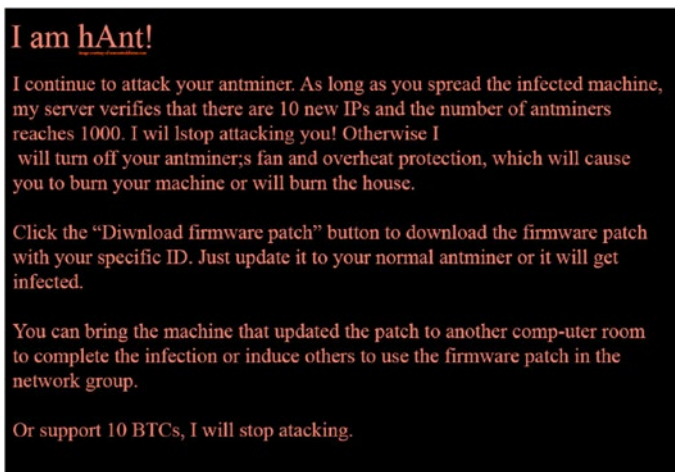 I am hAnt!
I continue to attack your antminer. As long as you spread the infected machine,
my server verifies that there are 10 new IPs and the number of antminers
reaches 1000. I wil lstop attacking you! Otherwise I
will turn off your antminer;s fan and overheat protection, which will cause
you to burn your machine or will burn the house.
Click the “Diwnload firmware patch” button to download the firmware patch
with your specific ID. Just update it to your normal antminer or it will get
infected.
You can bring the machine that updated the patch to another comp-uter room
to complete the infection or induce others to use the firmware patch in the
network group.
Or support 10 BTCs, I will stop atacking.